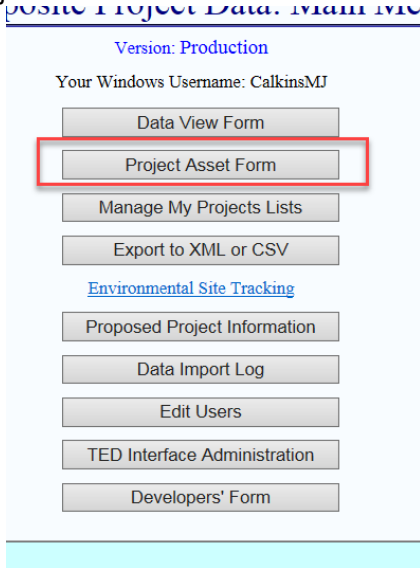 posite Project Data: Main Me
Version: Production
Your Windows Username: CalkinsMJ
Data View Form
Project Asset Form
Manage My Projects Lists
Export to XML or CSV
Environmental Site Tracking
Proposed Project Information
Data Import Log
Edit Users
TED Interface Administration
Developers' Form